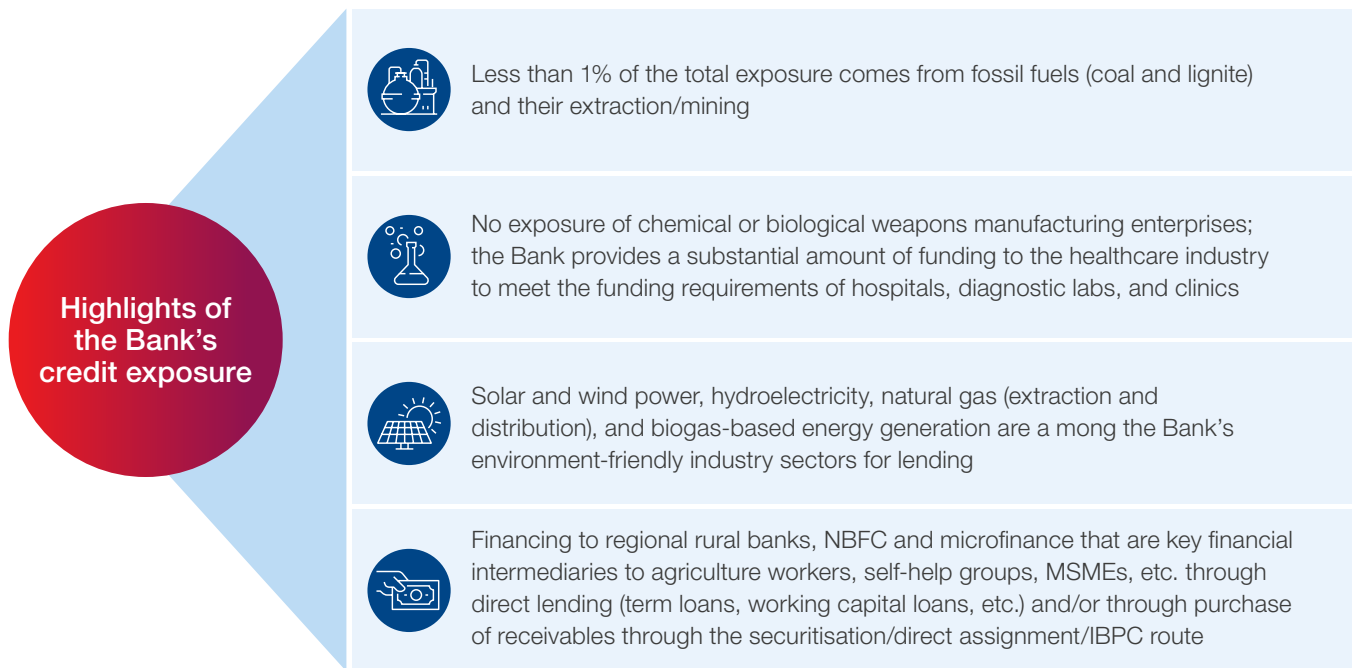 Highlights of
the Bank’s
credit exposure
Less than 1% of the total exposure comes from fossil fuels (coal and lignite)
and their extraction/mining
No exposure of chemical or biological weapons manufacturing enterprises;
the Bank provides a substantial amount of funding to the healthcare industry
to meet the funding requirements of hospitals, diagnostic labs, and clinics
Solar and wind power, hydroelectricity, natural gas (extraction and
distribution), and biogas-based energy generation are a mong the Bank’s
environment-friendly industry sectors for lending
Financing to regional rural banks, NBFC and microfinance that are key financial
intermediaries to agriculture workers, self-help groups, MSMEs, etc. through
direct lending (term loans, working capital loans, etc.) and/or through purchase
of receivables through the securitisation/direct assignment/IBPC route